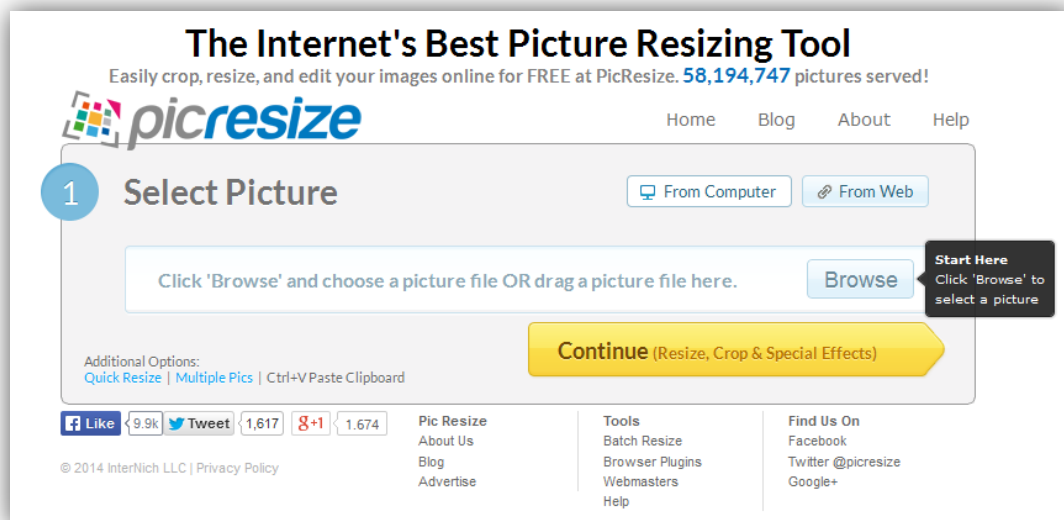 The Internet's Best Picture Resizing Tool
Easily crop, resize, and edit your images online for FREE at PicResize. 58,194,747 pictures served!
picresize
Home Blog About Help
1 Select Picture
From Computer From Web
Click 'Browse' and choose a picture file OR drag a picture file here.
Browse
Start Here
Click 'Browse' to
select a picture
Continue (Resize, Crop & Special Effects)
Additional Options:
Quick Resize | Multiple Pics | Ctrl+V Paste Clipboard
Like 9.9k Tweet 1,617 g+1 1.674
© 2014 InterNich LLC | Privacy Policy
Pic Resize
About Us
Blog
Advertise
Tools
Batch Resize
Browser Plugins
Webmasters
Help
Find Us On
Facebook
Twitter @picresize
Google+